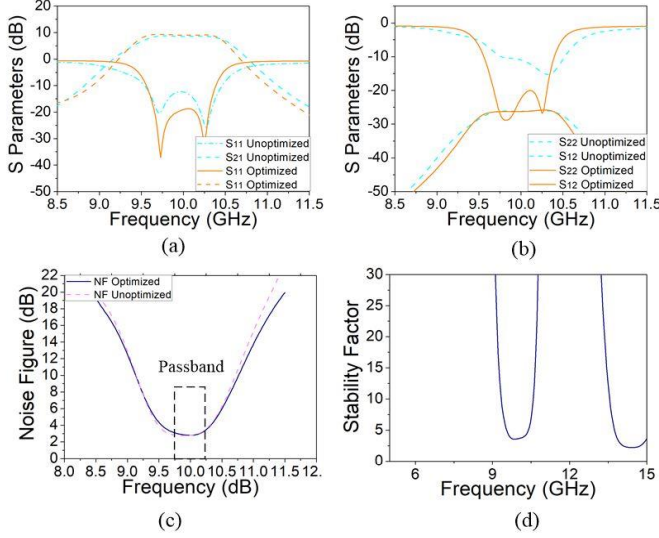 S Parameters (dB)
10
0
-10
-20
-30
-40
-50
8.5 9.0 9.5 10.0 10.5 11.0 11.5
Frequency (GHz)
S11 Unoptimized
S21 Unoptimized
S11 Optimized
S11 Optimized
(a)
S Parameters (dB)
0
-10
-20
-30
-40
-50
8.5 9.0 9.5 10.0 10.5 11.0 11.5
Frequency (GHz)
S22 Unoptimized
S12 Unoptimized
S22 Optimized
S12 Optimized
(b)
Noise Figure (dB)
22
20
18
16
14
12
10
8
6
4
2
0
8.0 8.5 9.0 9.5 10.0 10.5 11.0 11.5 12.
Frequency (dB)
NF Optimized
NF Unoptimized
Passband
(c)
Stability Factor
30
25
20
15
10
5
0
6 9 12 15
Frequency (GHz)
(d)